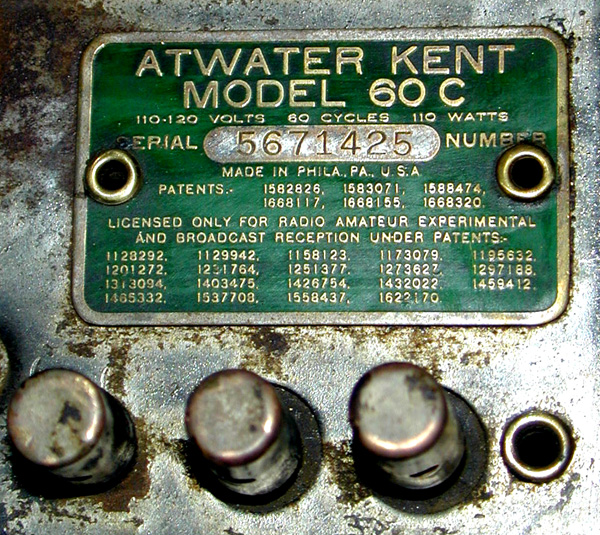 ATWATER KENT
MODEL 60 C
110-120 VOLTS 60 CYCLES 110 WATTS
SERIAL 5671425 NUMBER
MADE IN PHILA., PA., U.S.A
PATENTS:- 1582826, 1583071, 1588474,
1668117, 1668155, 1668320.
LICENSED ONLY FOR RADIO AMATEUR EXPERIMENTAL
AND BROADCAST RECEPTION UNDER PATENTS:-
1128292, 1129942, 1158123, 1173079, 1195632,
1201272, 1231764, 1251377, 1273627, 1297188,
1313094, 1403475, 1426754, 1432022, 1459412,
1465332, 1537708, 1558437, 1622170.